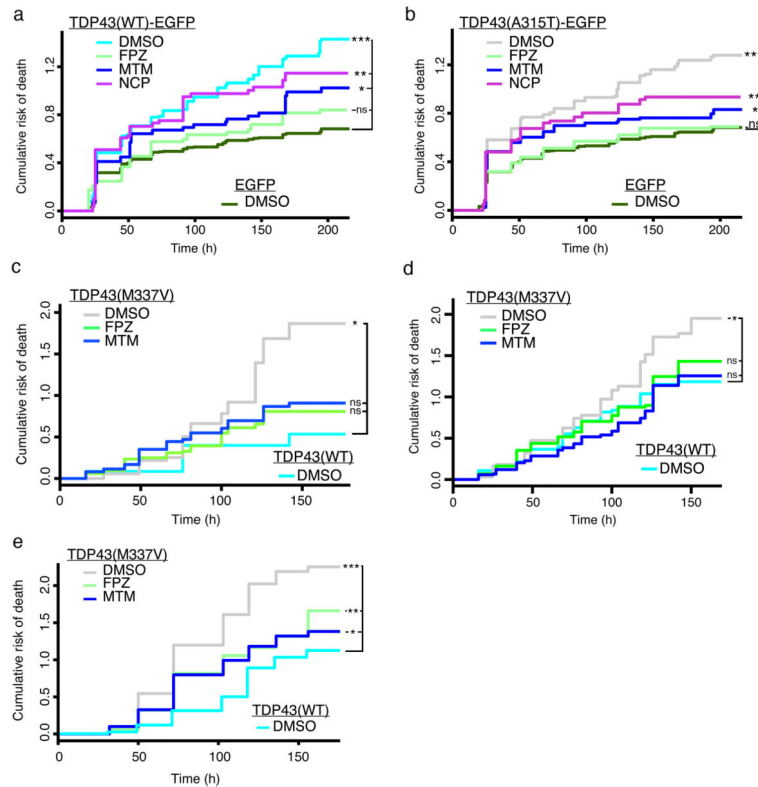 a
TDP43(WT)-EGFP
DMSO
FPZ
MTM
NCP
***
**
*
ns
Cumulative risk of death
0.0
0.4
0.8
1.2
EGFP
DMSO
0
50
100
150
200
Time (h)
b
TDP43(A315T)-EGFP
DMSO
FPZ
MTM
NCP
**
**
*
ns
Cumulative risk of death
0.0
0.4
0.8
1.2
EGFP
DMSO
0
50
100
150
200
Time (h)
c
TDP43(M337V)
DMSO
FPZ
MTM
*
ns
ns
Cumulative risk of death
0.0
0.5
1.0
1.5
2.0
TDP43(WT)
DMSO
0
50
100
150
Time (h)
d
TDP43(M337V)
DMSO
FPZ
MTM
*
ns
ns
Cumulative risk of death
0.0
0.5
1.0
1.5
2.0
TDP43(WT)
DMSO
0
50
100
150
Time (h)
e
TDP43(M337V)
DMSO
FPZ
MTM
***
**
*
Cumulative risk of death
0.0
1.0
2.0
TDP43(WT)
DMSO
0
50
100
150
Time (h)